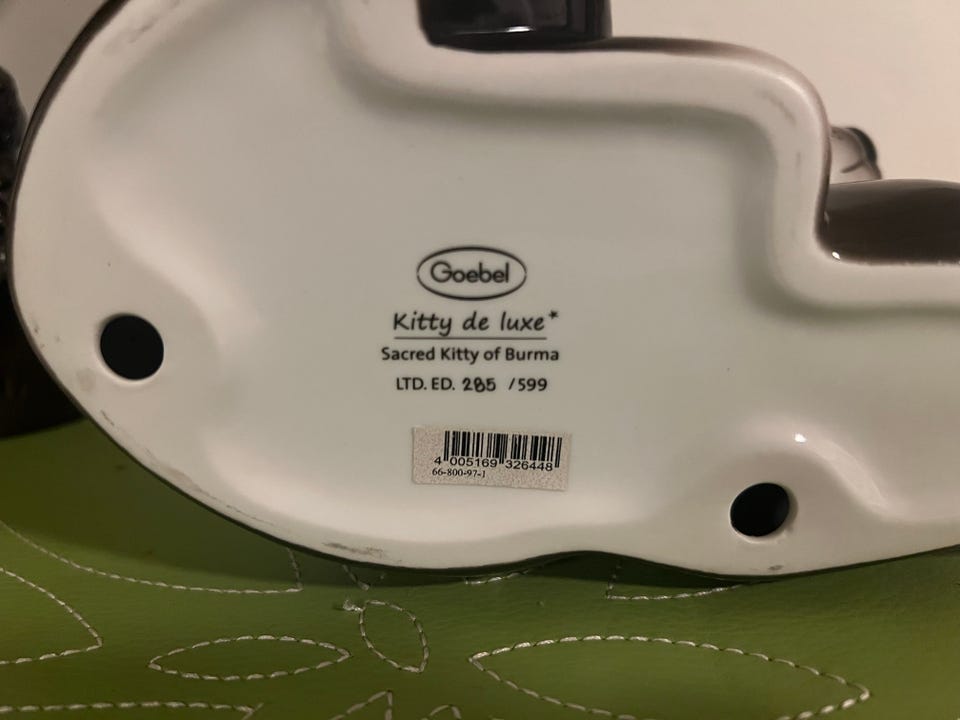 Goebel
Kitty de luxe*
Sacred Kitty of Burma
LTD. ED. 285 /599
4 005169 326448
66-800-97-1